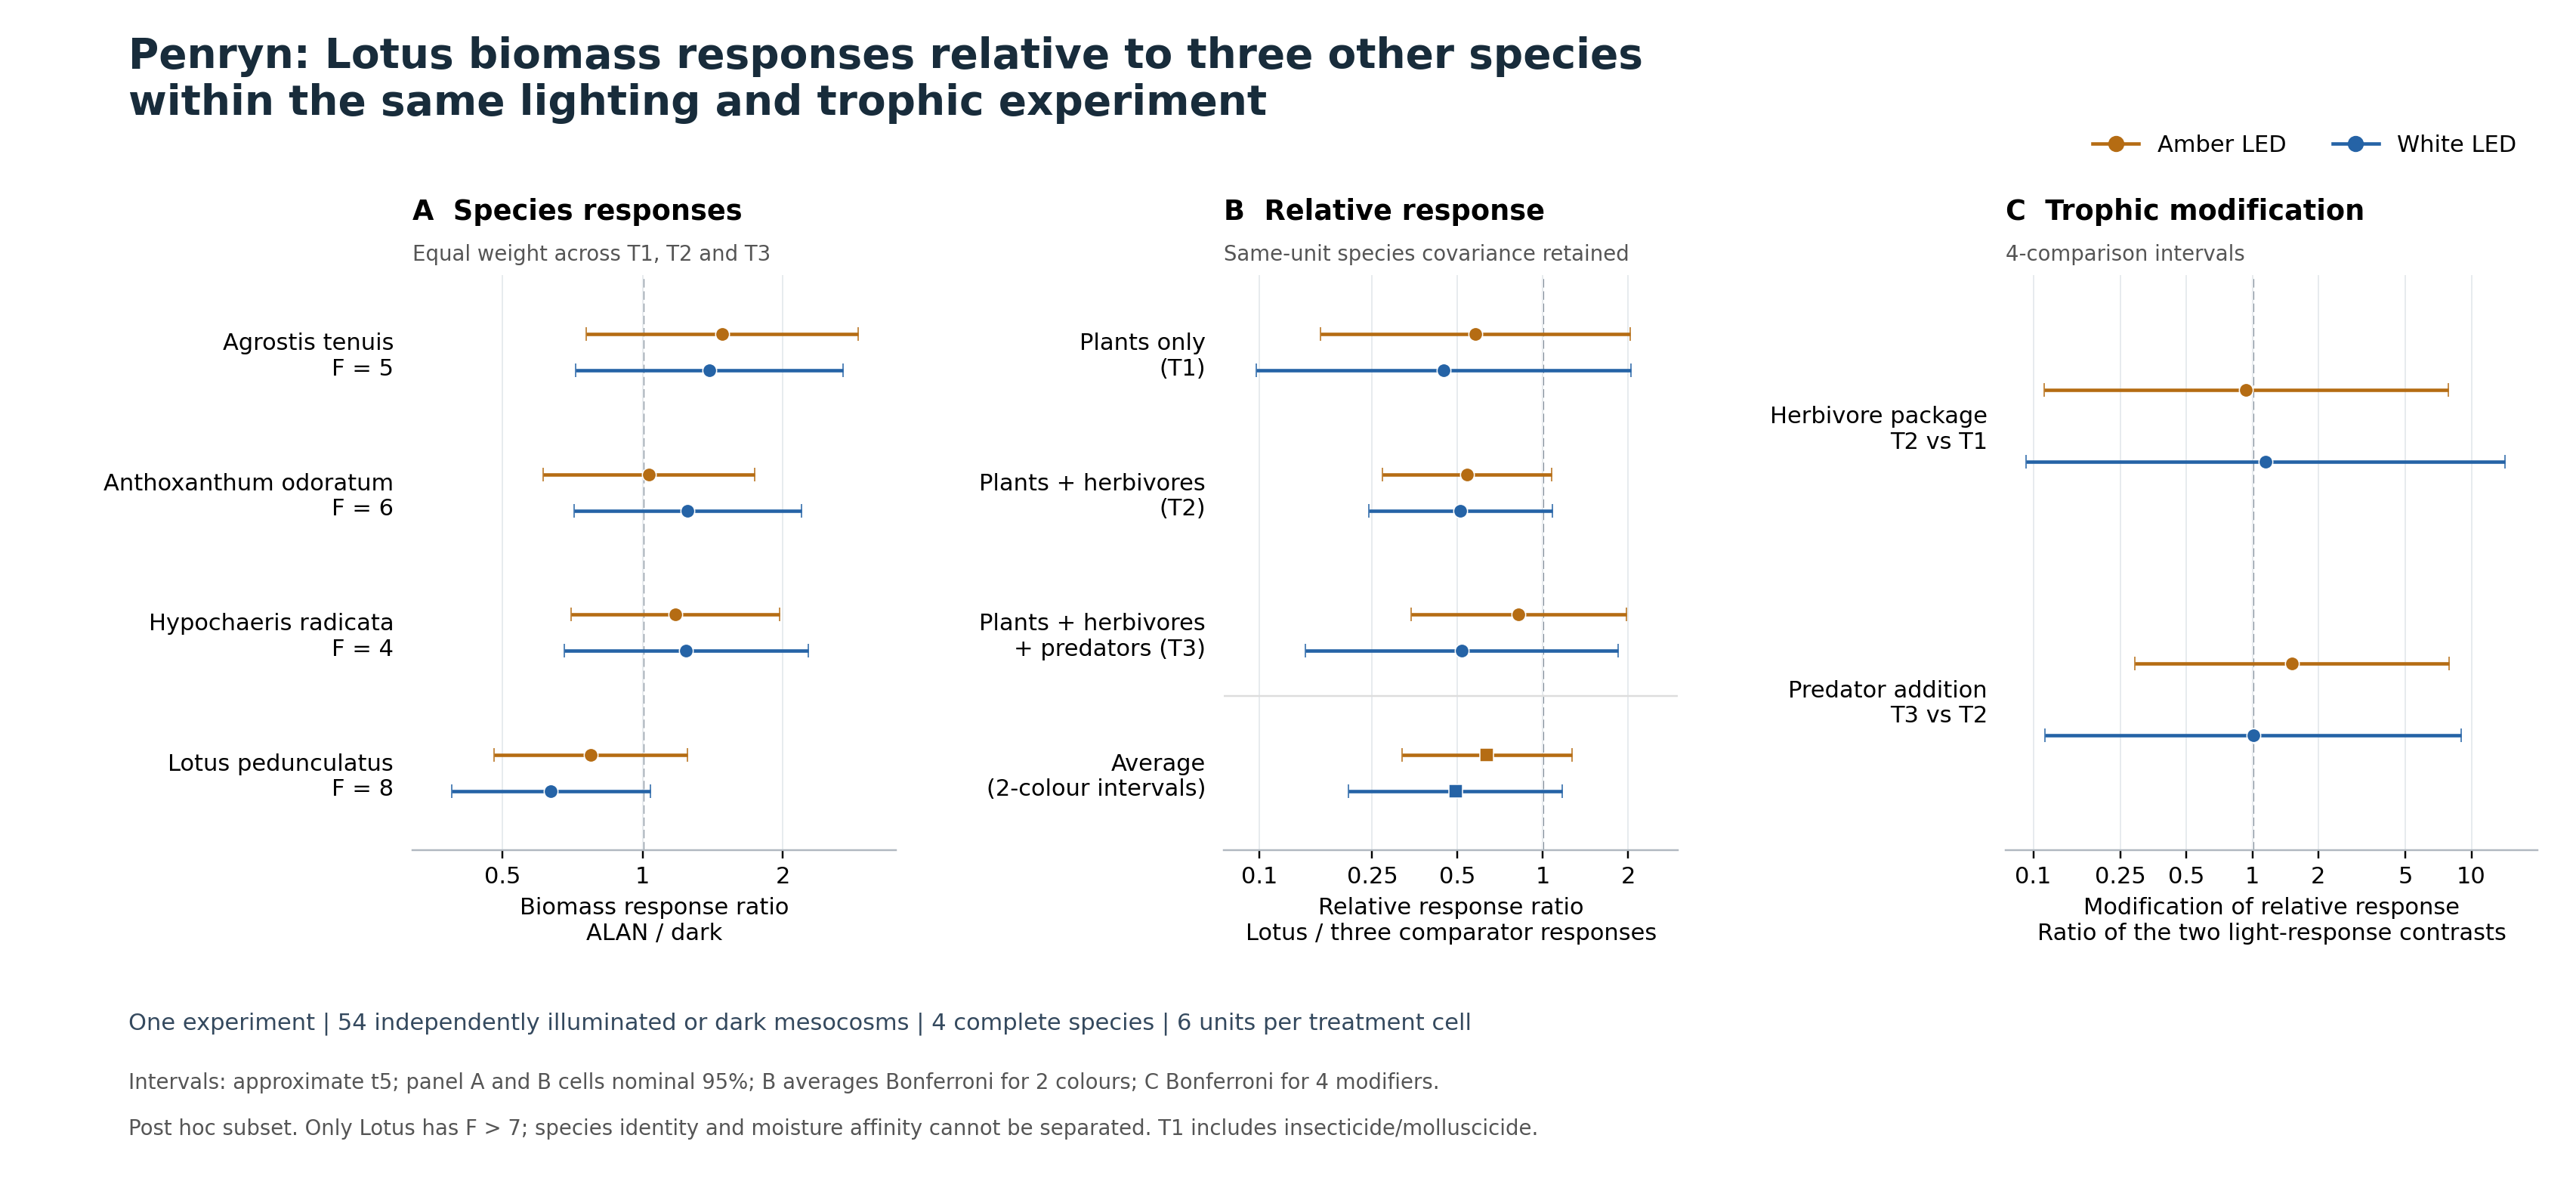 Penryn: Lotus biomass responses relative to three other species
within the same lighting and trophic experiment
Amber LED
White LED
A Species responses
Equal weight across T1, T2 and T3
Agrostis tenuis
F = 5
Anthoxanthum odoratum
F = 6
Hypochaeris radicata
F = 4
Lotus pedunculatus
F = 8
0.5 1 2
Biomass response ratio
ALAN / dark
B Relative response
Same-unit species covariance retained
Plants only
(T1)
Plants + herbivores
(T2)
Plants + herbivores
+ predators (T3)
Average
(2-colour intervals)
0.1 0.25 0.5 1 2
Relative response ratio
Lotus / three comparator responses
C Trophic modification
4-comparison intervals
Herbivore package
T2 vs T1
Predator addition
T3 vs T2
0.1 0.25 0.5 1 2 5 10
Modification of relative response
Ratio of the two light-response contrasts
One experiment | 54 independently illuminated or dark mesocosms | 4 complete species | 6 units per treatment cell
Intervals: approximate t5; panel A and B cells nominal 95%; B averages Bonferroni for 2 colours; C Bonferroni for 4 modifiers.
Post hoc subset. Only Lotus has F > 7; species identity and moisture affinity cannot be separated. T1 includes insecticide/molluscicide.